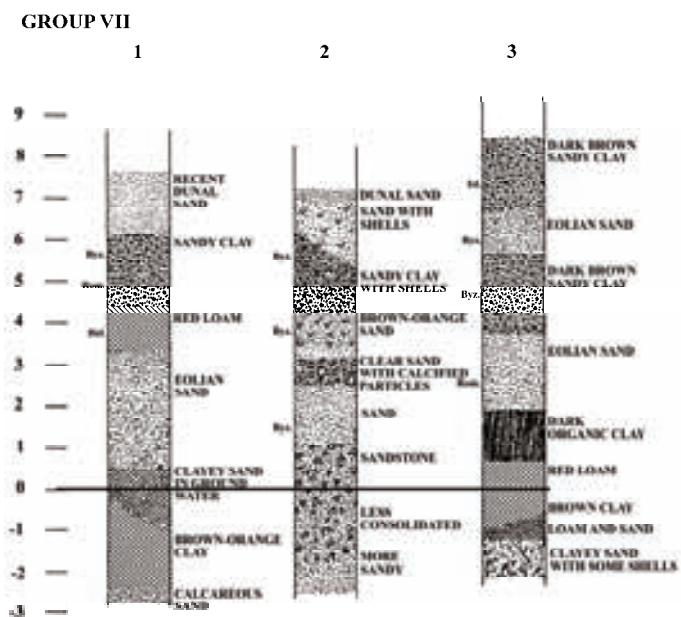 GROUP VII
1
2
3
9
8
7
6
5
4
3
2
1
0
-1
-2
-3
RECENT
DUNAL
SAND
SANDY CLAY
Byz.
Rom.
RED LOAM
Hel.
EOLIAN
SAND
CLAYEY SAND
IN GROUND
WATER
BROWN-ORANGE
CLAY
CALCAREOUS
SAND
DUNAL SAND
SAND WITH
SHELLS
Byz.
SANDY CLAY
WITH SHELLS
BROWN-ORANGE
SAND
Byz.
CLEAR SAND
WITH CALCIFIED
PARTICLES
SAND
Byz.
SANDSTONE
LESS
CONSOLIDATED
MORE
SANDY
DARK BROWN
SANDY CLAY
EOLIAN SAND
Byz.
DARK BROWN
SANDY CLAY
Byz.
EOLIAN SAND
Rom.
DARK
ORGANIC CLAY
RED LOAM
BROWN CLAY
LOAM AND SAND
CLAYEY SAND
WITH SOME SHELLS